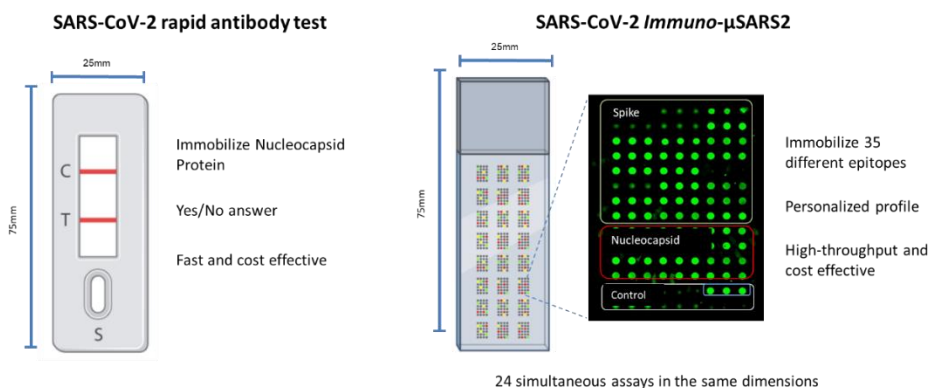 SARS-CoV-2 rapid antibody test
25mm
75mm
C
T
S
Immobilize Nucleocapsid
Protein
Yes/No answer
Fast and cost effective
SARS-CoV-2 Immuno-µSARS2
25mm
75mm
Spike
Nucleocapsid
Control
Immobilize 35
different epitopes
Personalized profile
High-throughput and
cost effective
24 simultaneous assays in the same dimensions